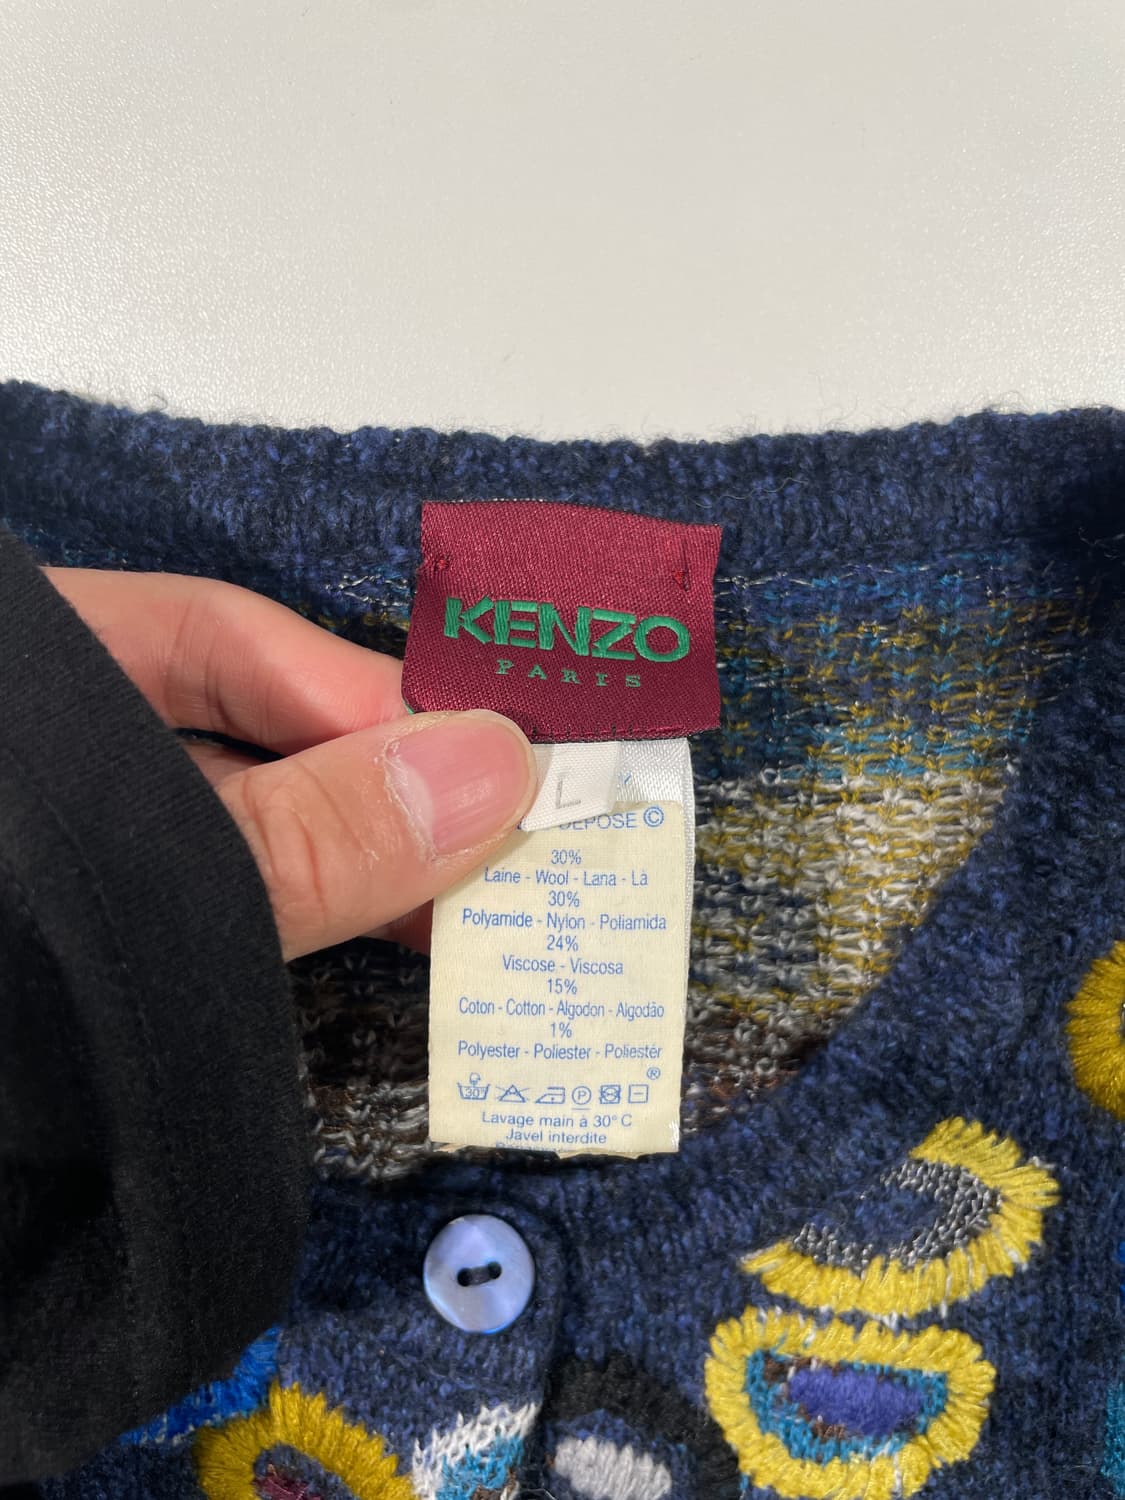 KENZO
PARIS
L
DEPOSE ©
30%
Laine - Wool - Lana - Là
30%
Polyamide - Nylon - Poliamida
24%
Viscose - Viscosa
15%
Coton - Cotton - Algodon - Algodão
1%
Polyester - Poliester - Poliestér
®
30°
P
Lavage main à 30° C
Javel interdite